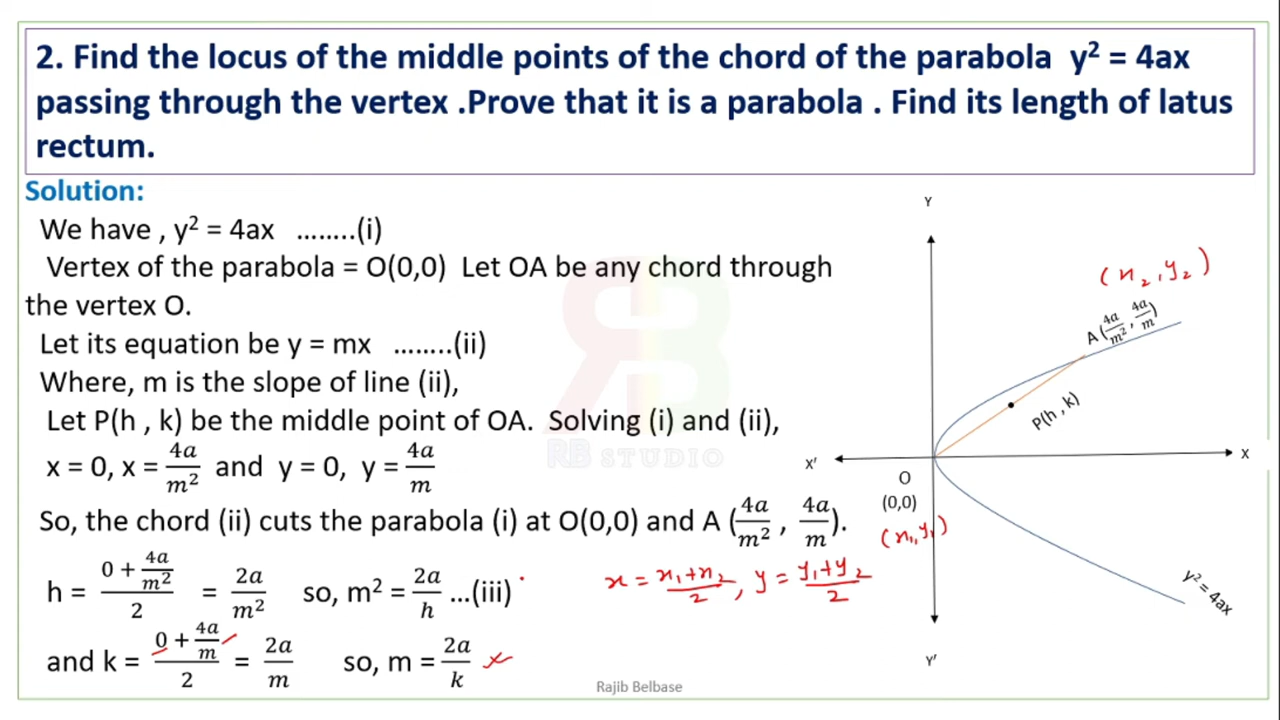 2. Find the locus of the middle points of the chord of the parabola y² = 4ax
passing through the vertex .Prove that it is a parabola . Find its length of latus
rectum.
Solution:
We have , y² = 4ax ........(i)
Vertex of the parabola = O(0,0) Let OA be any chord through
the vertex O.
Let its equation be y = mx ........(ii)
Where, m is the slope of line (ii),
Let P(h , k) be the middle point of OA. Solving (i) and (ii),
x = 0, x = 4a/m² and y = 0, y = 4a/m
So, the chord (ii) cuts the parabola (i) at O(0,0) and A (4a/m² , 4a/m).
h = (0 + 4a/m²)/2 = 2a/m² so, m² = 2a/h ...(iii)
and k = (0 + 4a/m)/2 = 2a/m so, m = 2a/k
x = (x₁+x₂)/2 , y = (y₁+y₂)/2
Y
(x₂,y₂)
A (4a/m² , 4a/m)
P(h , k)
X′
X
O
(0,0)
(x₁,y₁)
y² = 4ax
Y′
RB STUDIO
Rajib Belbase